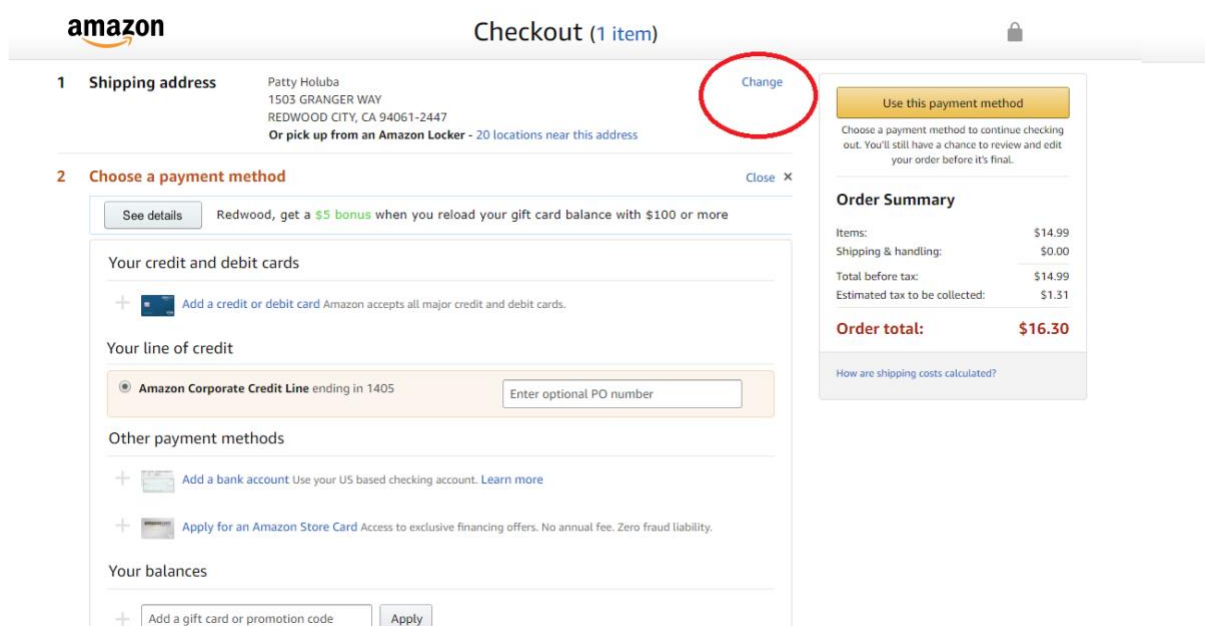 amazon
Checkout (1 item)
1 Shipping address
Patty Holuba
1503 GRANGER WAY
REDWOOD CITY, CA 94061-2447
Or pick up from an Amazon Locker - 20 locations near this address
Change
2 Choose a payment method
Close ×
See details
Redwood, get a $5 bonus when you reload your gift card balance with $100 or more
Your credit and debit cards
Add a credit or debit card Amazon accepts all major credit and debit cards.
Your line of credit
Amazon Corporate Credit Line ending in 1405
Enter optional PO number
Other payment methods
Add a bank account Use your US based checking account. Learn more
Apply for an Amazon Store Card Access to exclusive financing offers. No annual fee. Zero fraud liability.
Your balances
Add a gift card or promotion code
Apply
Use this payment method
Choose a payment method to continue checking
out. You'll still have a chance to review and edit
your order before it's final.
Order Summary
Items: $14.99
Shipping & handling: $0.00
Total before tax: $14.99
Estimated tax to be collected: $1.31
Order total: $16.30
How are shipping costs calculated?